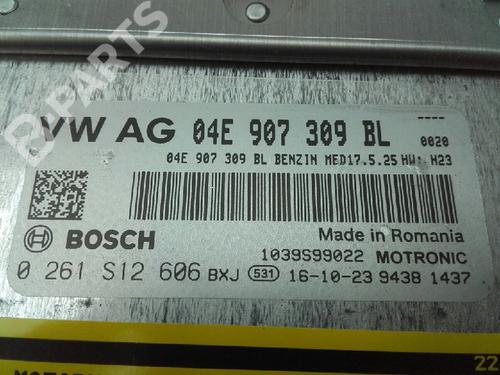 B-PARTS
VW AG 04E 907 309 BL 0020
04E 907 309 BL BENZIN MED17.5.25 HW: H23
BOSCH
Made in Romania
1039S99022 MOTRONIC
0 261 S12 606 BXJ 531 16-10-23 9438 1437
22